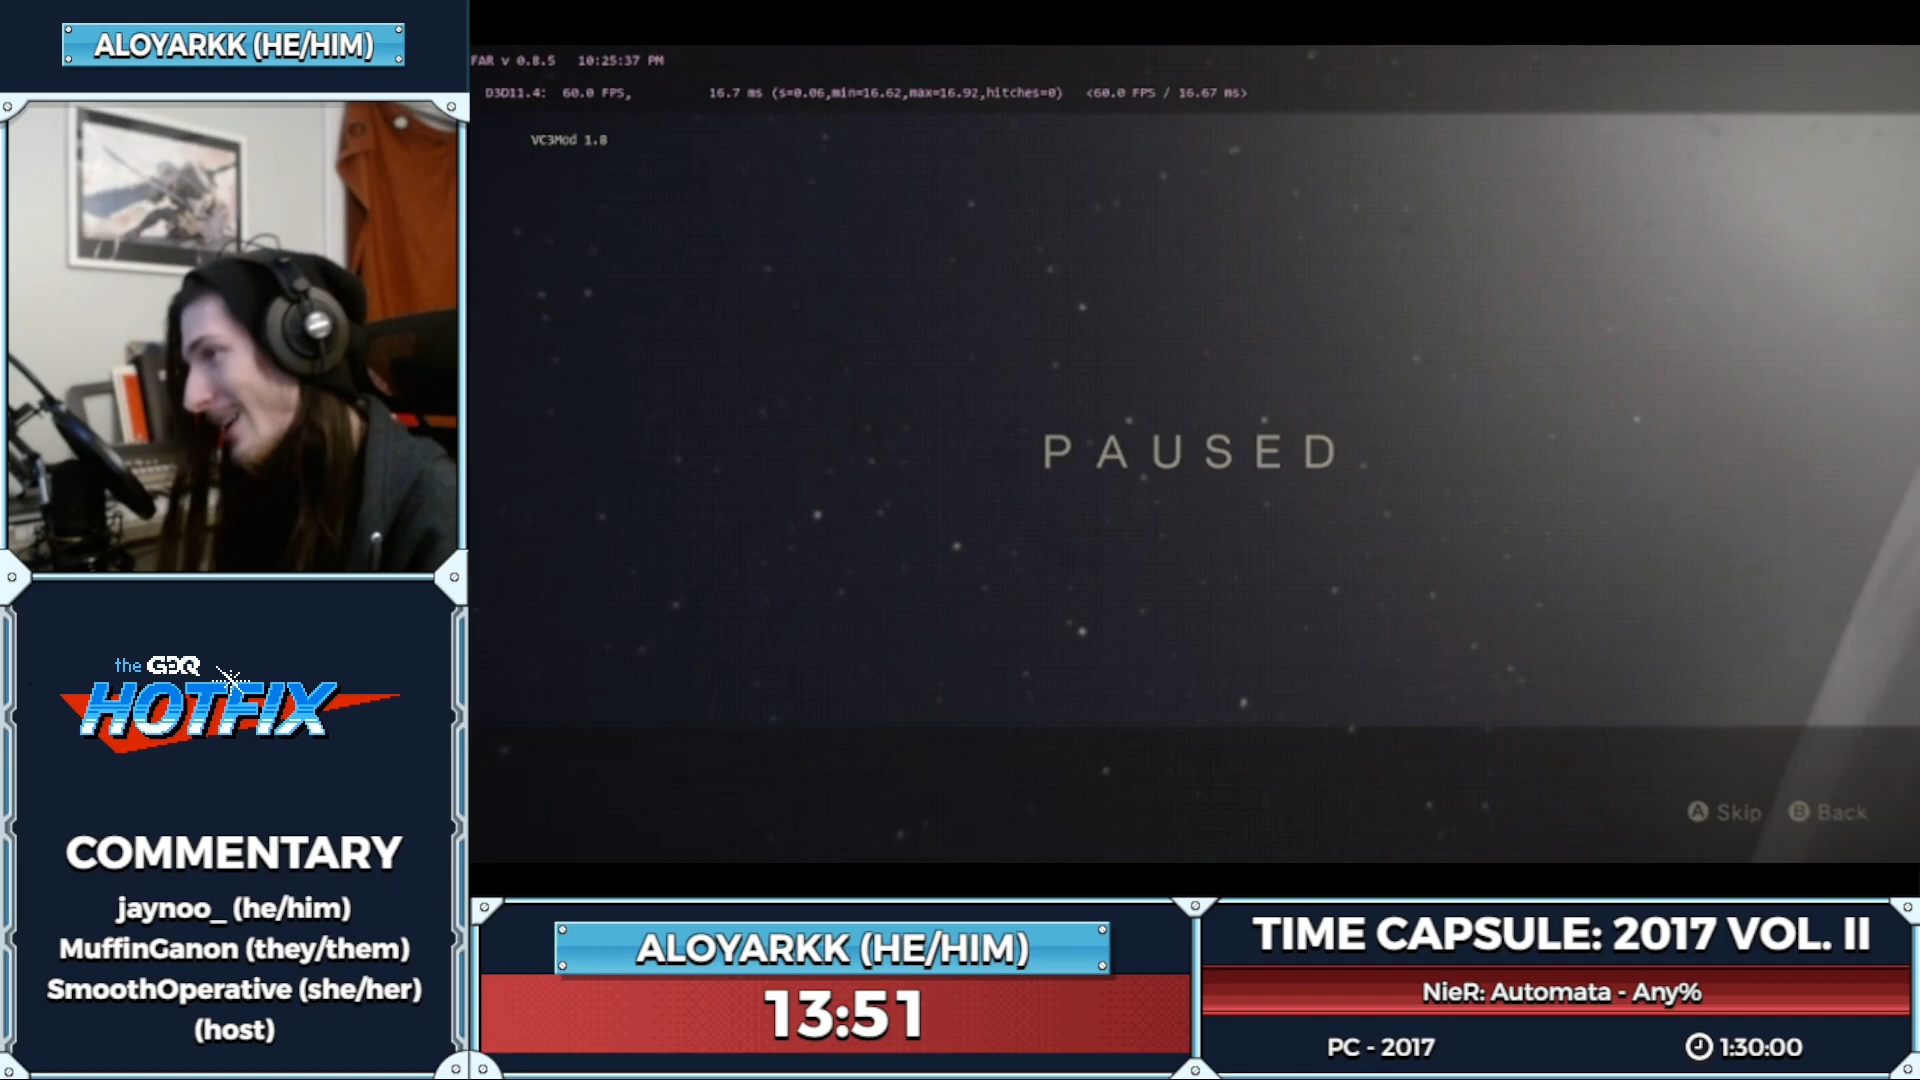 ALOYARKK (HE/HIM)
FAR v 0.8.5 10:25:37 PM
D3D11.4: 60.0 FPS, 16.7 ms (s=0.06,min=16.62,max=16.92,hitches=0) <60.0 FPS / 16.67 ms>
VC3Mod 1.8
PAUSED
A Skip B Back
the GDQ
HOTFIX
COMMENTARY
jaynoo_ (he/him)
MuffinGanon (they/them)
SmoothOperative (she/her)
(host)
ALOYARKK (HE/HIM)
13:51
TIME CAPSULE: 2017 VOL. II
NieR: Automata - Any%
PC - 2017
1:30:00